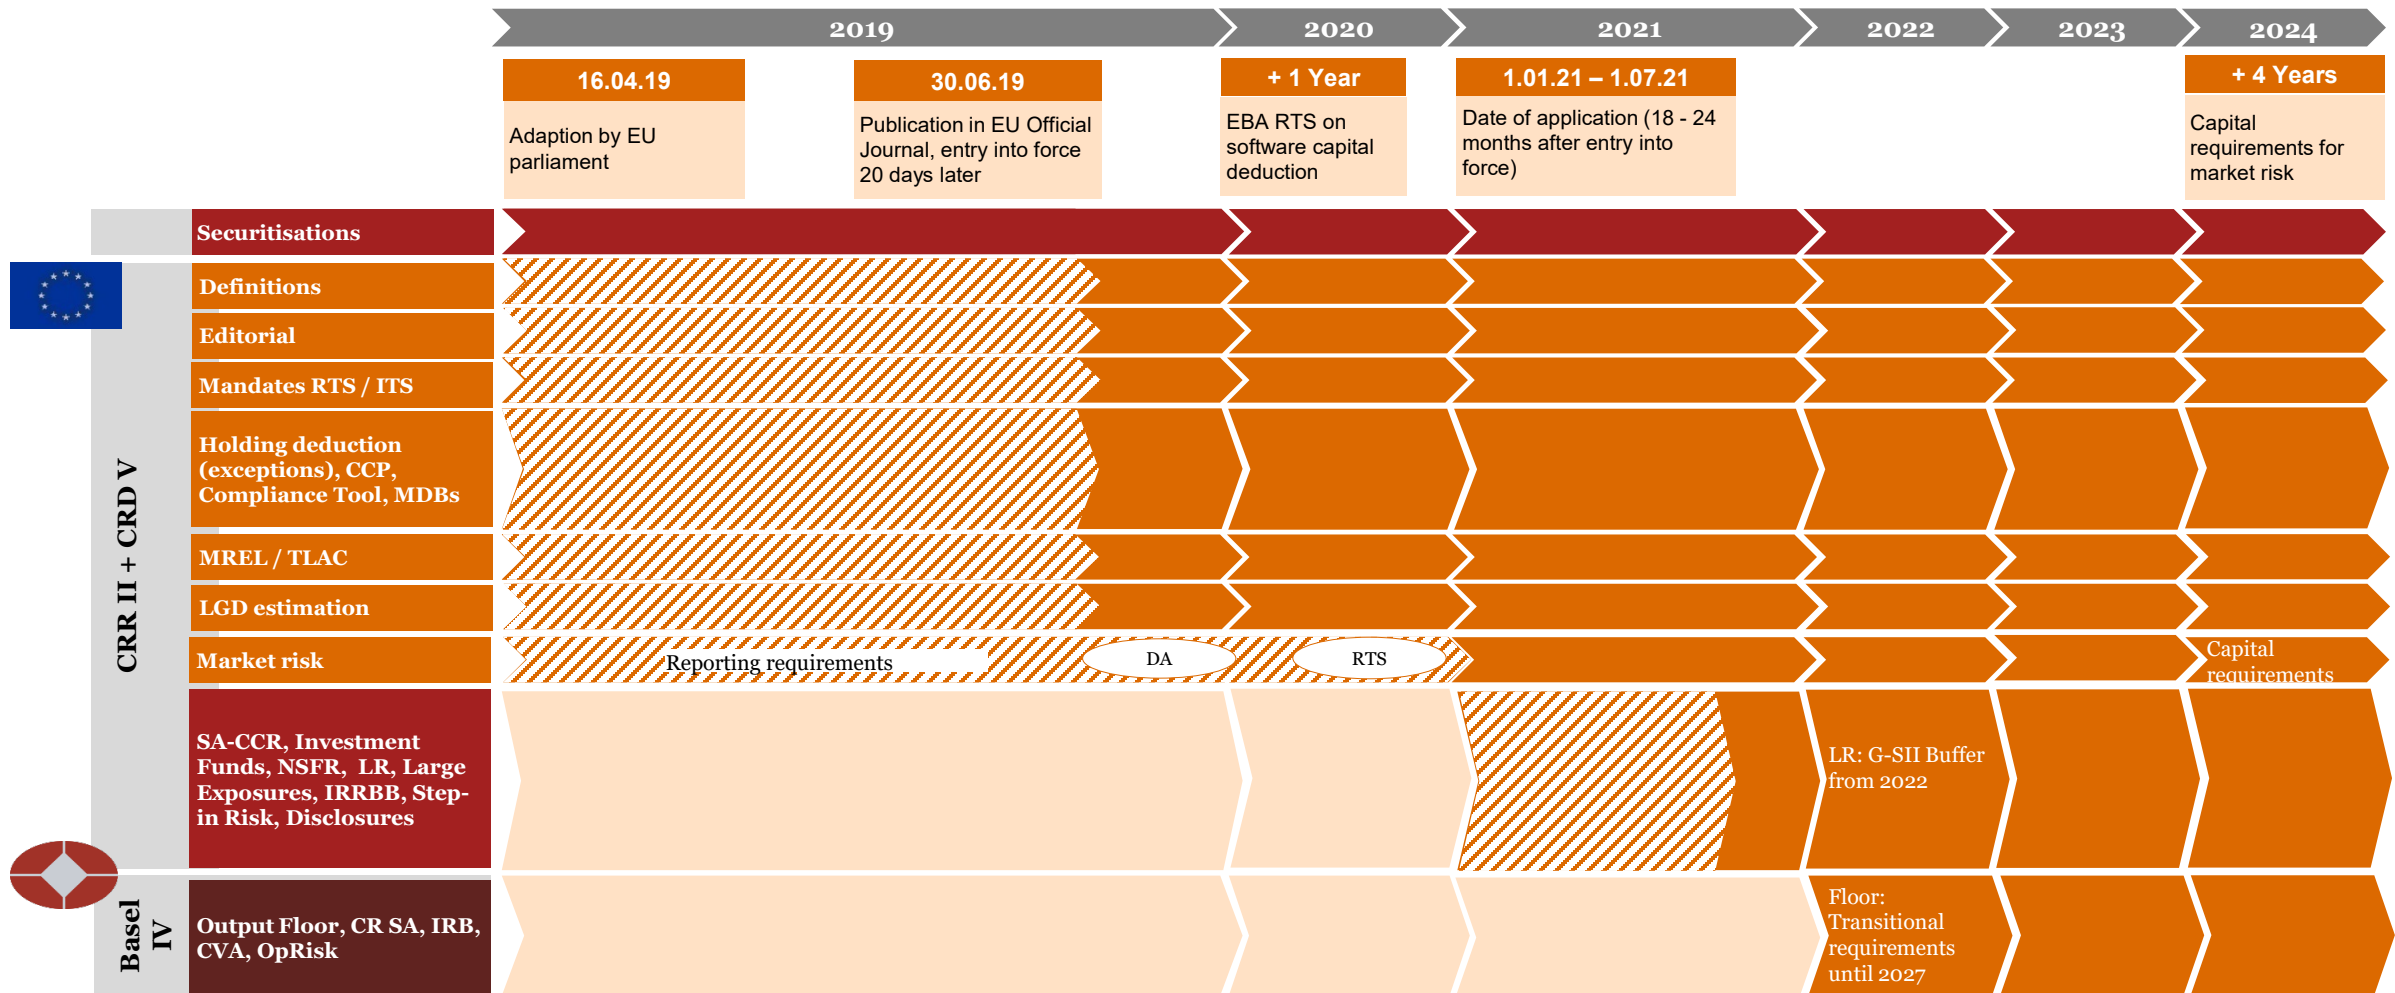 2019
2020
2021
2022
2023
2024
16.04.19
Adaption by EU
parliament
30.06.19
Publication in EU Official
Journal, entry into force
20 days later
+ 1 Year
EBA RTS on
software capital
deduction
1.01.21 – 1.07.21
Date of application (18 - 24
months after entry into
force)
+ 4 Years
Capital
requirements for
market risk
Securitisations
CRR II + CRD V
Definitions
Editorial
Mandates RTS / ITS
Holding deduction
(exceptions), CCP,
Compliance Tool, MDBs
MREL / TLAC
LGD estimation
Market risk
Reporting requirements
DA
RTS
Capital
requirements
SA-CCR, Investment
Funds, NSFR, LR, Large
Exposures, IRRBB, Step-
in Risk, Disclosures
LR: G-SII Buffer
from 2022
Basel
IV
Output Floor, CR SA, IRB,
CVA, OpRisk
Floor:
Transitional
requirements
until 2027